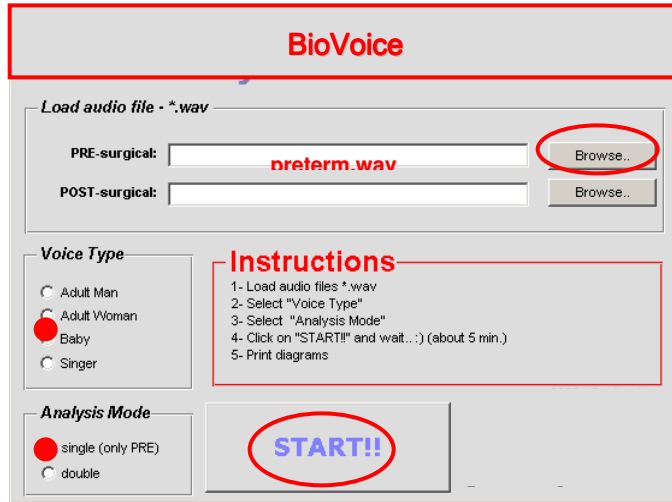 BioVoice
Load audio file - *.wav
PRE-surgical:
preterm.wav
Browse..
POST-surgical:
Browse..
Voice Type
Adult Man
Adult Woman
Baby
Singer
Instructions
1- Load audio files *.wav
2- Select "Voice Type"
3- Select "Analysis Mode"
4- Click on "START!!" and wait.. :) (about 5 min.)
5- Print diagrams
Analysis Mode
single (only PRE)
double
START!!